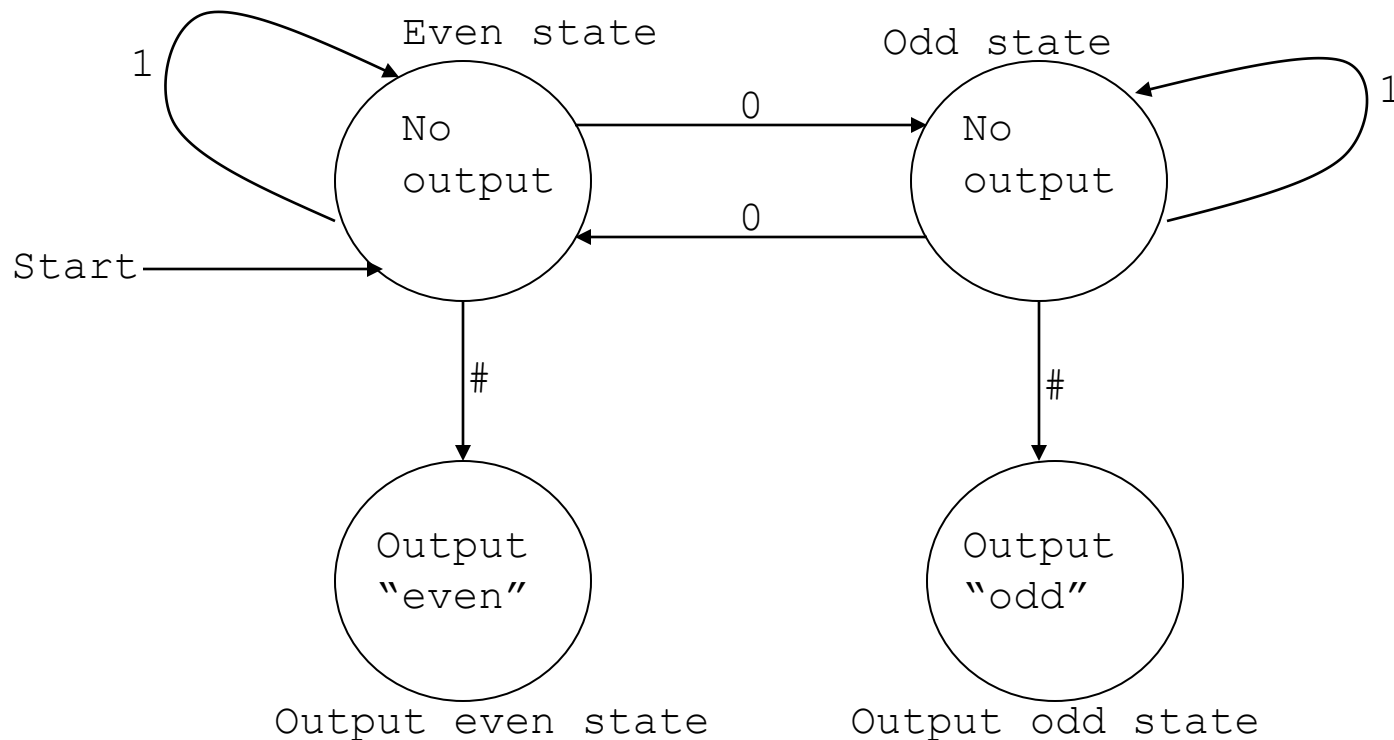 Even state
Odd state
1
1
0
No
output
No
output
0
Start
#
#
Output
“even”
Output
“odd”
Output even state
Output odd state